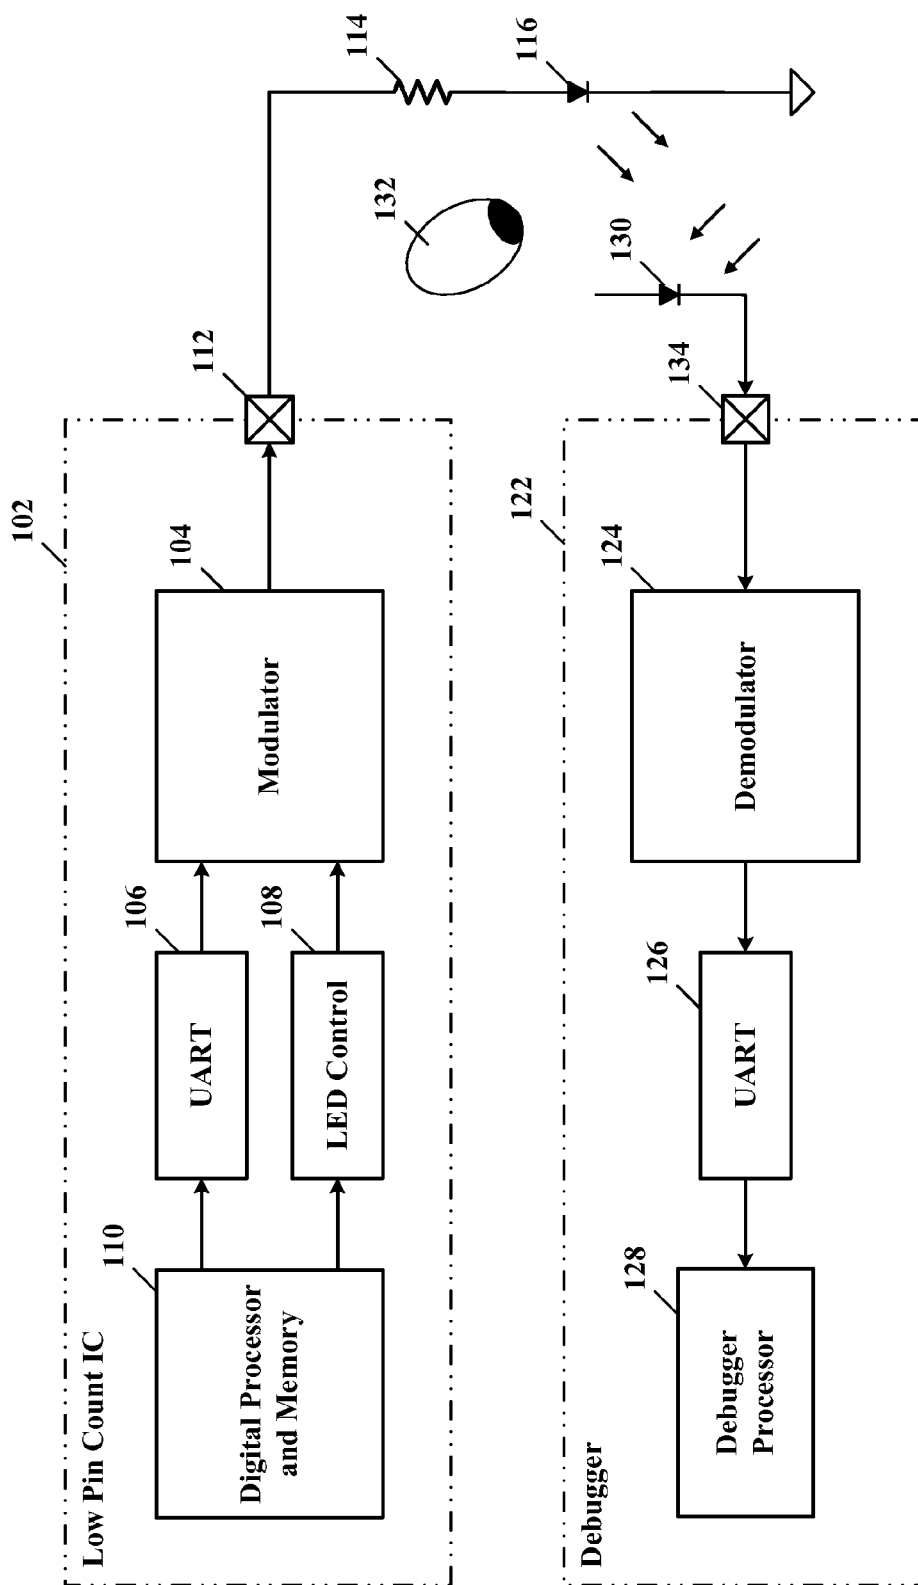 Low Pin Count IC
102
110
Digital Processor
and Memory
106
UART
108
LED Control
104
Modulator
112
114
116
132
130
Debugger
122
128
Debugger
Processor
126
UART
124
Demodulator
134